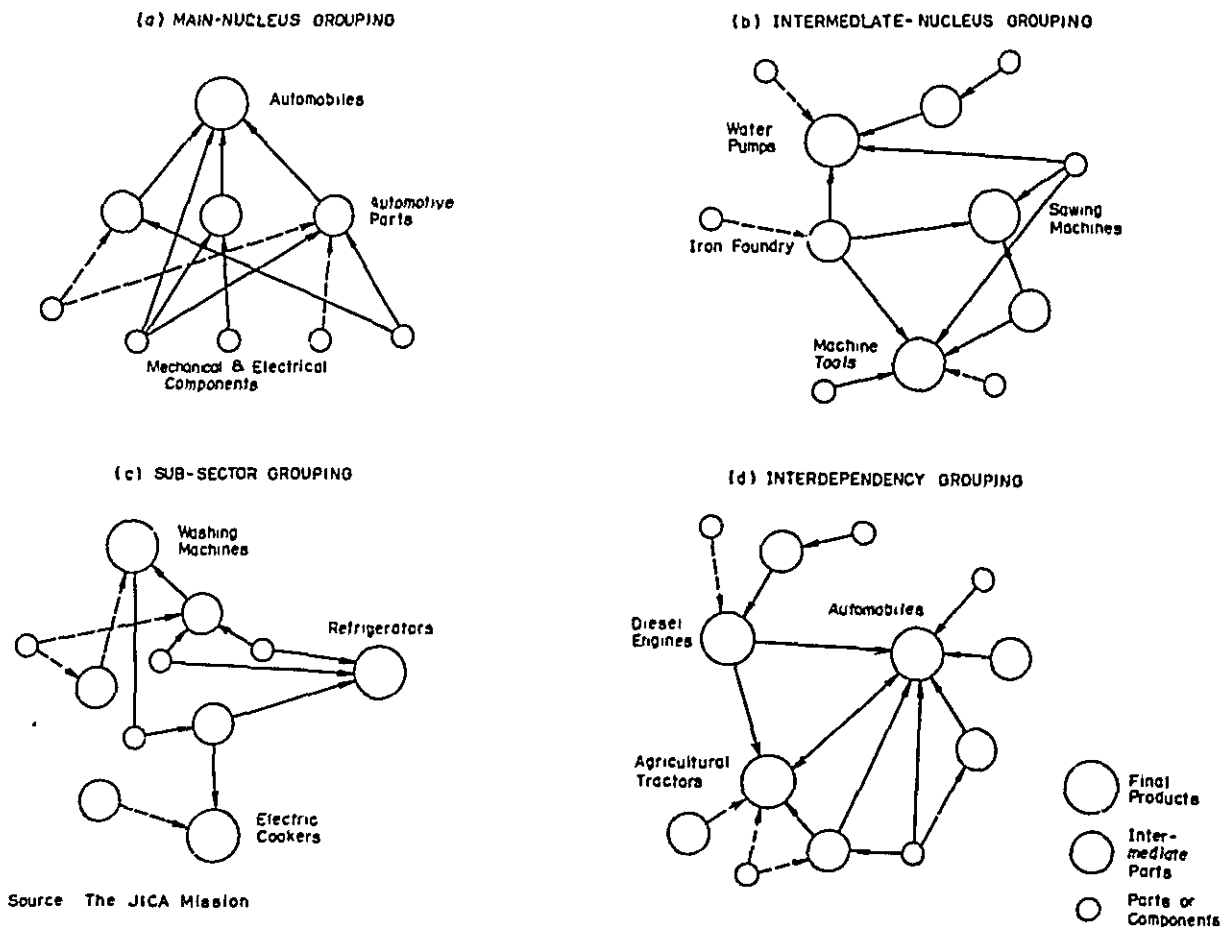 (a) MAIN-NUCLEUS GROUPING
Automobiles
Automotive
Parts
Mechanical & Electrical
Components
(b) INTERMEDIATE-NUCLEUS GROUPING
Water
Pumps
Sawing
Machines
Iron Foundry
Machine
Tools
(c) SUB-SECTOR GROUPING
Washing
Machines
Refrigerators
Electric
Cookers
(d) INTERDEPENDENCY GROUPING
Diesel
Engines
Automobiles
Agricultural
Tractors
Final
Products
Inter-
mediate
Parts
Parts or
Components
Source The JICA Mission